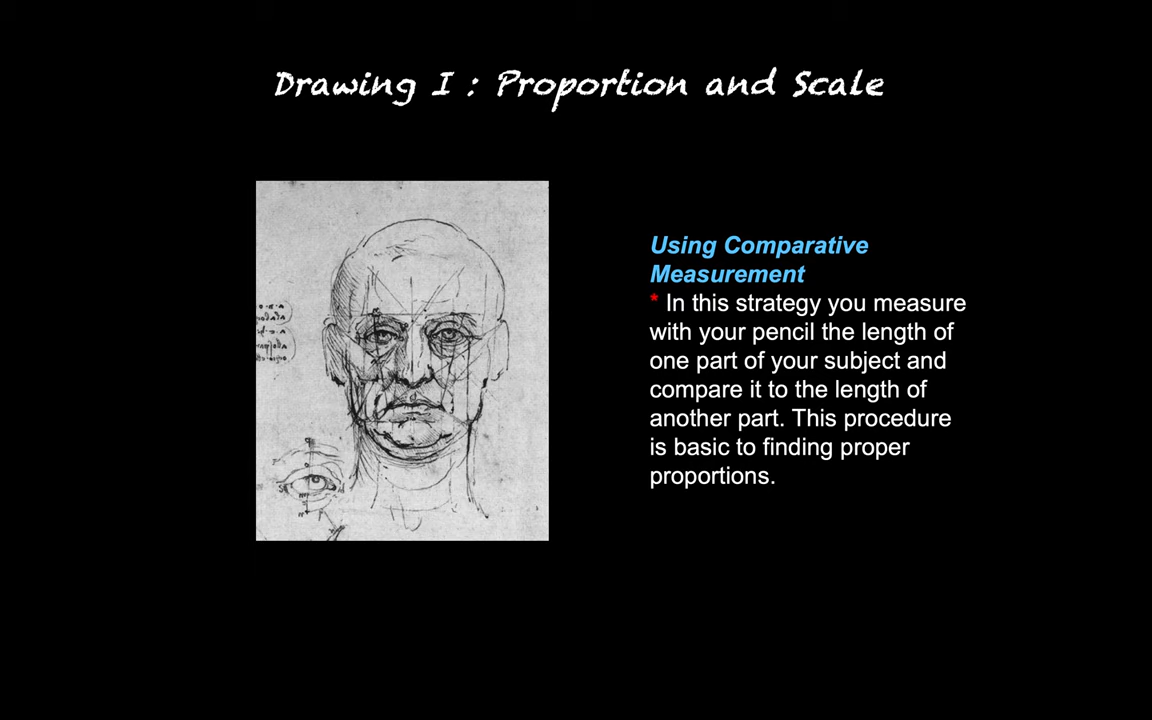 Drawing I : Proportion and Scale
Using Comparative
Measurement
* In this strategy you measure
with your pencil the length of
one part of your subject and
compare it to the length of
another part. This procedure
is basic to finding proper
proportions.